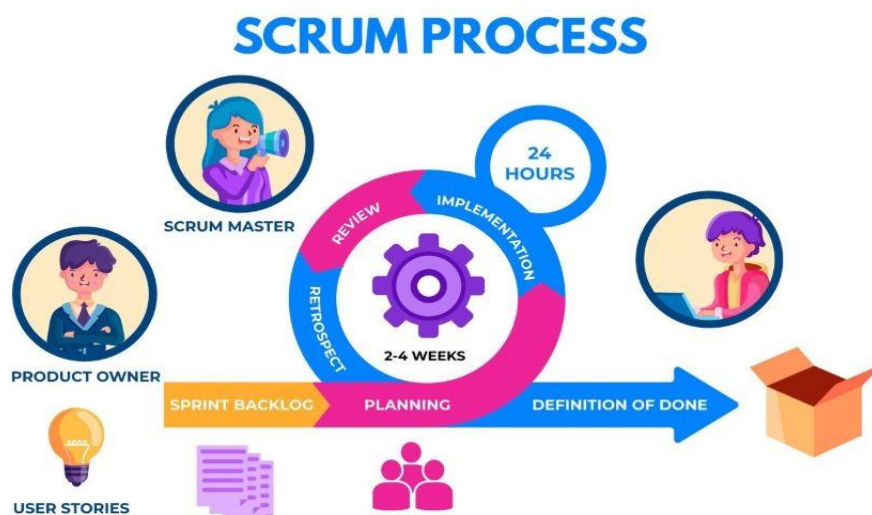 SCRUM PROCESS
24
HOURS
SCRUM MASTER
REVIEW
IMPLEMENTATION
RETROSPECT
2-4 WEEKS
PRODUCT OWNER
SPRINT BACKLOG
PLANNING
DEFINITION OF DONE
USER STORIES